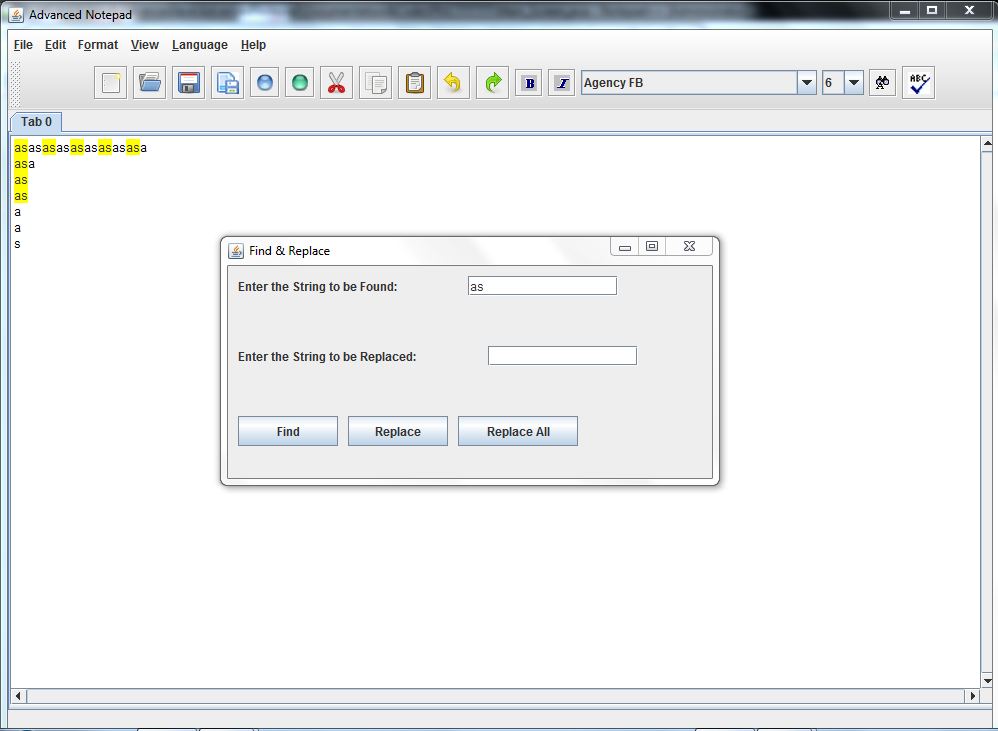 Advanced Notepad
File Edit Format View Language Help
B I Agency FB 6 ABC
Tab 0
asasasasasasasasasa
asa
as
as
a
a
s
Find & Replace
Enter the String to be Found: as
Enter the String to be Replaced:
Find Replace Replace All